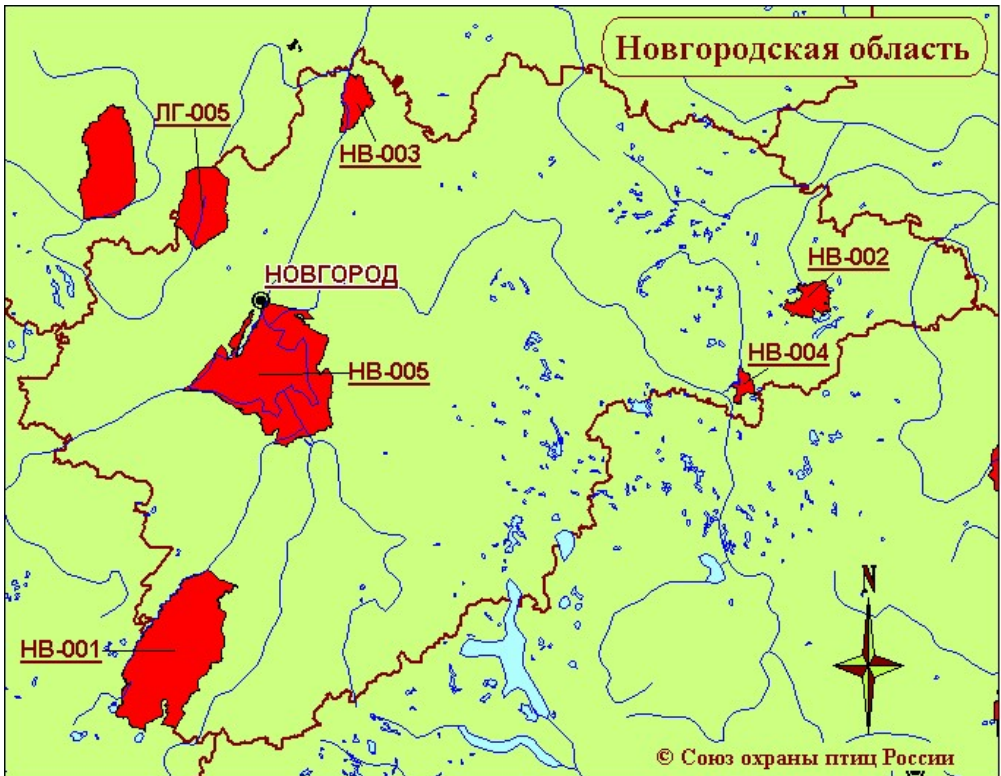 Новгородская область
ЛГ-005
НВ-003
НВ-002
НОВГОРОД
НВ-004
НВ-005
N
НВ-001
© Союз охраны птиц России